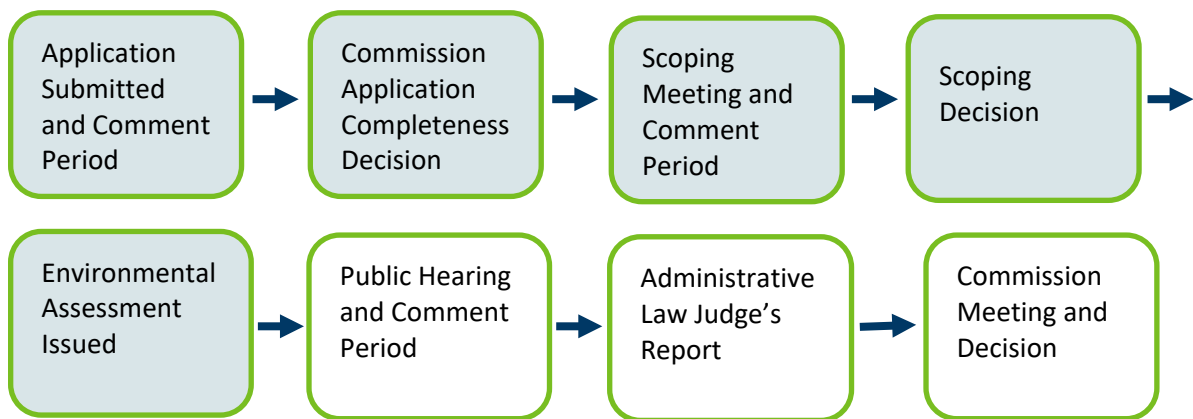 Application
Submitted
and Comment
Period
Commission
Application
Completeness
Decision
Scoping
Meeting and
Comment
Period
Scoping
Decision
Environmental
Assessment
Issued
Public Hearing
and Comment
Period
Administrative
Law Judge’s
Report
Commission
Meeting and
Decision